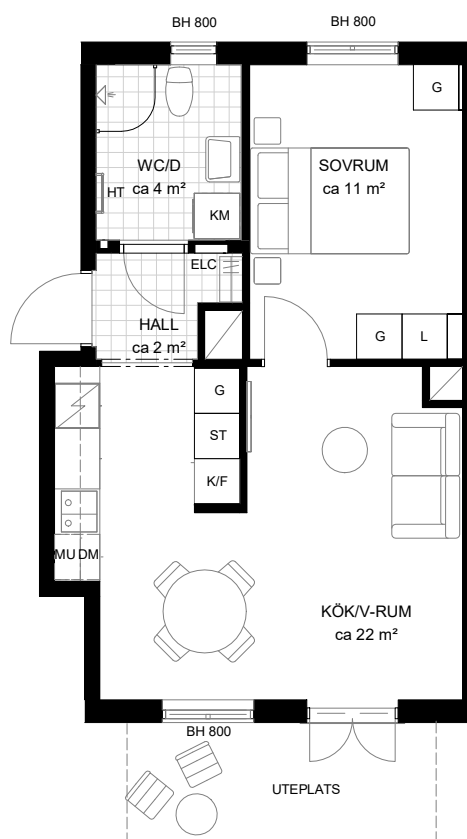 BH 800
BH 800
G
WC/D
ca 4 m²
SOVRUM
ca 11 m²
HT
KM
ELC
HALL
ca 2 m²
G
L
G
ST
K/F
MU DM
KÖK/V-RUM
ca 22 m²
BH 800
UTEPLATS